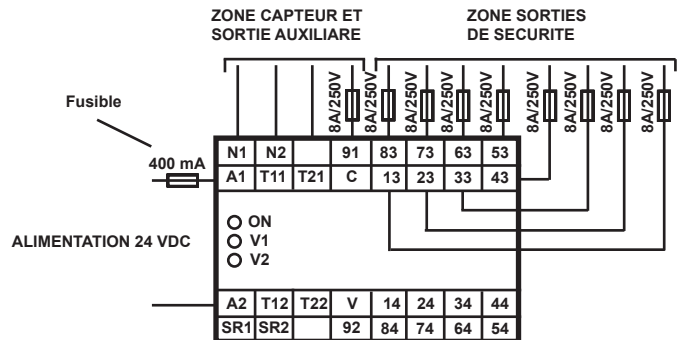 ZONE CAPTEUR ET
SORTIE AUXILIARE
ZONE SORTIES
DE SECURITE
8A/250V
8A/250V
8A/250V
8A/250V
8A/250V
8A/250V
8A/250V
8A/250V
8A/250V
Fusible
400 mA
N1 N2 91 83 73 63 53
A1 T11 T21 C 13 23 33 43
ON
V1
V2
ALIMENTATION 24 VDC
A2 T12 T22 V 14 24 34 44
SR1 SR2 92 84 74 64 54